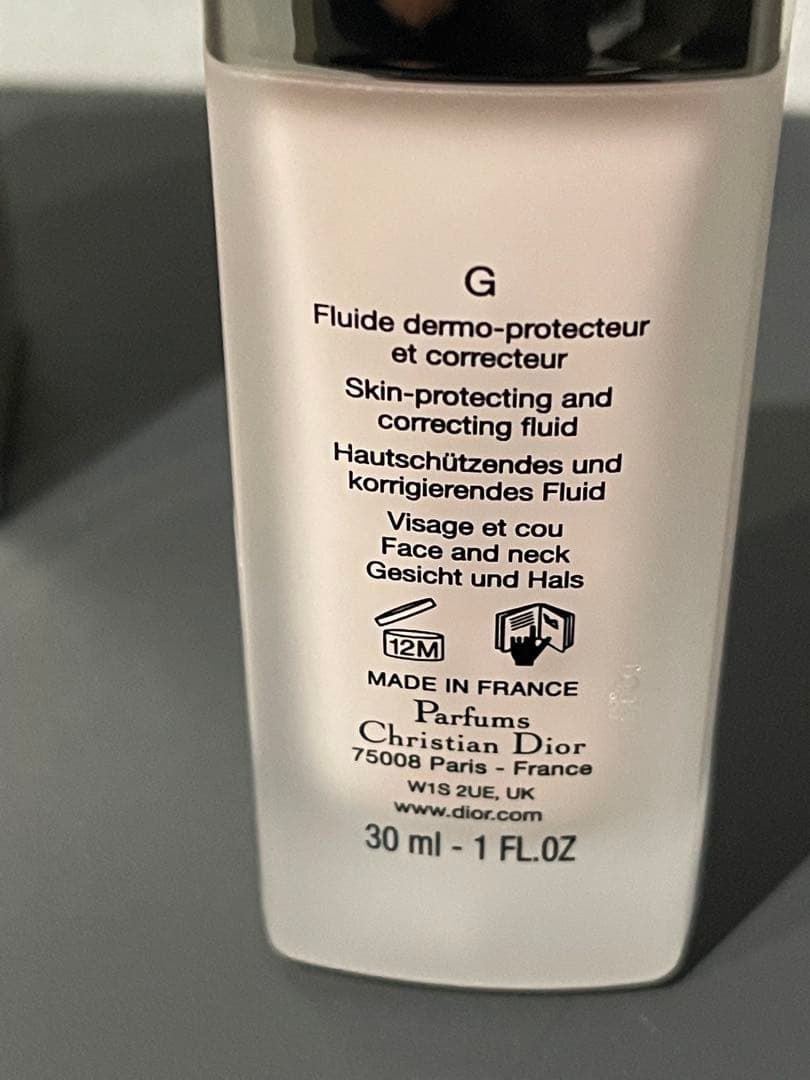 G
Fluide dermo-protecteur
et correcteur
Skin-protecting and
correcting fluid
Hautschützendes und
korrigierendes Fluid
Visage et cou
Face and neck
Gesicht und Hals
12M
MADE IN FRANCE
Parfums
Christian Dior
75008 Paris - France
W1S 2UE, UK
www.dior.com
30 ml - 1 FL.OZ